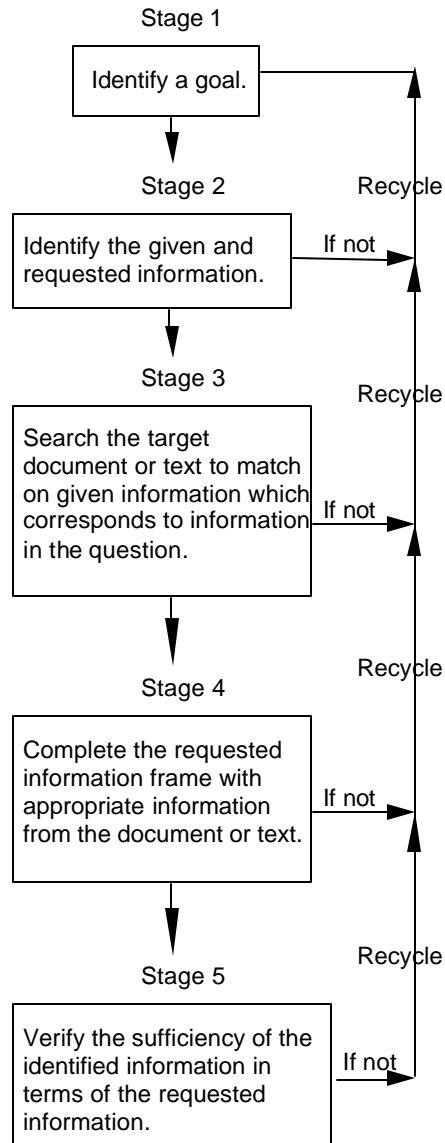 Stage 1
Identify a goal.
Stage 2
Recycle
Identify the given and
requested information.
If not
Stage 3
Recycle
Search the target
document or text to match
on given information which
corresponds to information
in the question.
If not
Stage 4
Recycle
Complete the requested
information frame with
appropriate information
from the document or text.
If not
Stage 5
Recycle
Verify the sufficiency of the
identified information in
terms of the requested
information.
If not